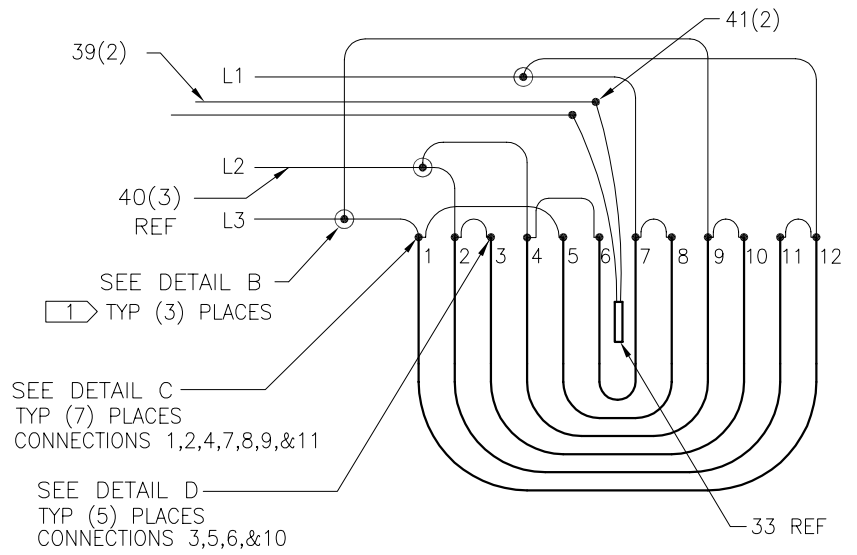 41(2)
39(2)
L1
L2
40(3)
REF
L3
1 2 3 4 5 6 7 8 9 10 11 12
SEE DETAIL B
1 TYP (3) PLACES
SEE DETAIL C
TYP (7) PLACES
CONNECTIONS 1,2,4,7,8,9,&11
SEE DETAIL D
TYP (5) PLACES
CONNECTIONS 3,5,6,&10
33 REF